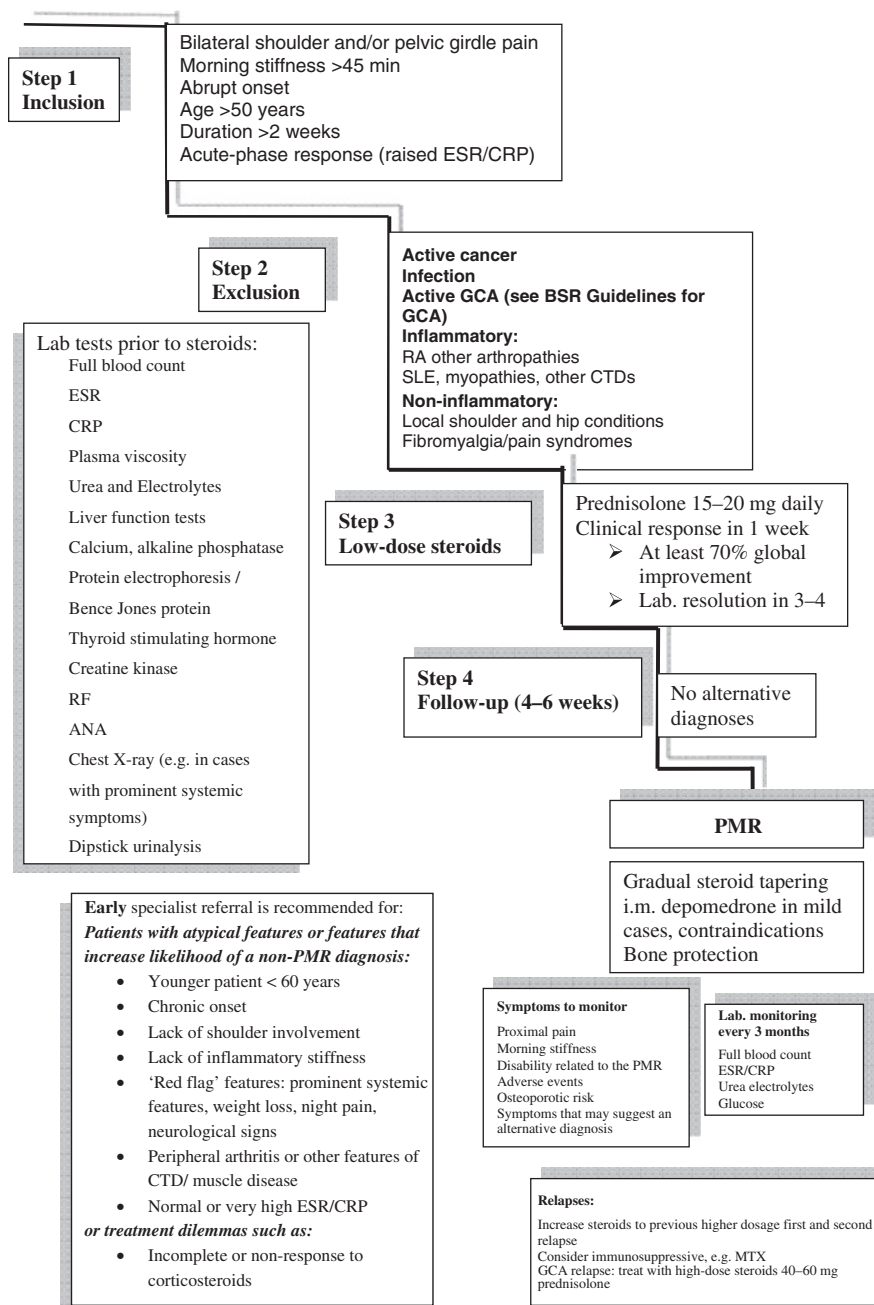 Step 1
Inclusion
Bilateral shoulder and/or pelvic girdle pain
Morning stiffness >45 min
Abrupt onset
Age >50 years
Duration >2 weeks
Acute-phase response (raised ESR/CRP)
Step 2
Exclusion
Active cancer
Infection
Active GCA (see BSR Guidelines for
GCA)
Inflammatory:
RA other arthropathies
SLE, myopathies, other CTDs
Non-inflammatory:
Local shoulder and hip conditions
Fibromyalgia/pain syndromes
Lab tests prior to steroids:
Full blood count
ESR
CRP
Plasma viscosity
Urea and Electrolytes
Liver function tests
Calcium, alkaline phosphatase
Protein electrophoresis /
Bence Jones protein
Thyroid stimulating hormone
Creatine kinase
RF
ANA
Chest X-ray (e.g. in cases
with prominent systemic
symptoms)
Dipstick urinalysis
Step 3
Low-dose steroids
Prednisolone 15–20 mg daily
Clinical response in 1 week
➢ At least 70% global
improvement
➢ Lab. resolution in 3–4
Step 4
Follow-up (4–6 weeks)
No alternative
diagnoses
PMR
Gradual steroid tapering
i.m. depomedrone in mild
cases, contraindications
Bone protection
Early specialist referral is recommended for:
Patients with atypical features or features that
increase likelihood of a non-PMR diagnosis:
• Younger patient < 60 years
• Chronic onset
• Lack of shoulder involvement
• Lack of inflammatory stiffness
• ‘Red flag’ features: prominent systemic
features, weight loss, night pain,
neurological signs
• Peripheral arthritis or other features of
CTD/ muscle disease
• Normal or very high ESR/CRP
or treatment dilemmas such as:
• Incomplete or non-response to
corticosteroids
Symptoms to monitor
Proximal pain
Morning stiffness
Disability related to the PMR
Adverse events
Osteoporotic risk
Symptoms that may suggest an
alternative diagnosis
Lab. monitoring
every 3 months
Full blood count
ESR/CRP
Urea electrolytes
Glucose
Relapses:
Increase steroids to previous higher dosage first and second
relapse
Consider immunosuppressive, e.g. MTX
GCA relapse: treat with high-dose steroids 40–60 mg
prednisolone